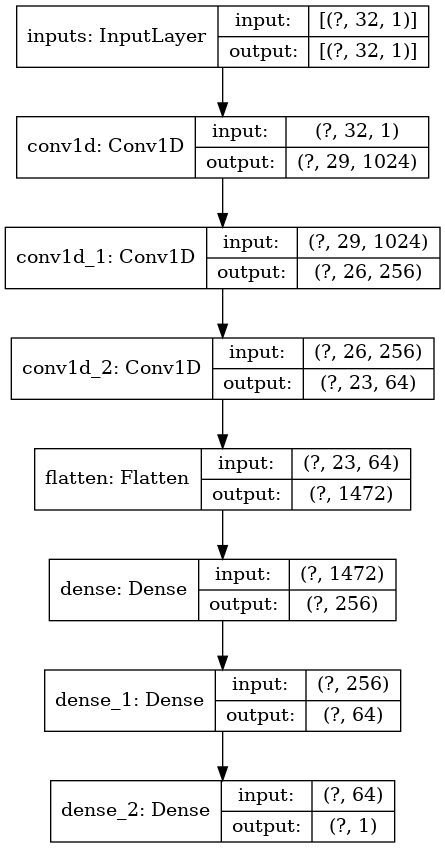 inputs: InputLayer
input: [(?, 32, 1)]
output: [(?, 32, 1)]
conv1d: Conv1D
input: (?, 32, 1)
output: (?, 29, 1024)
conv1d_1: Conv1D
input: (?, 29, 1024)
output: (?, 26, 256)
conv1d_2: Conv1D
input: (?, 26, 256)
output: (?, 23, 64)
flatten: Flatten
input: (?, 23, 64)
output: (?, 1472)
dense: Dense
input: (?, 1472)
output: (?, 256)
dense_1: Dense
input: (?, 256)
output: (?, 64)
dense_2: Dense
input: (?, 64)
output: (?, 1)